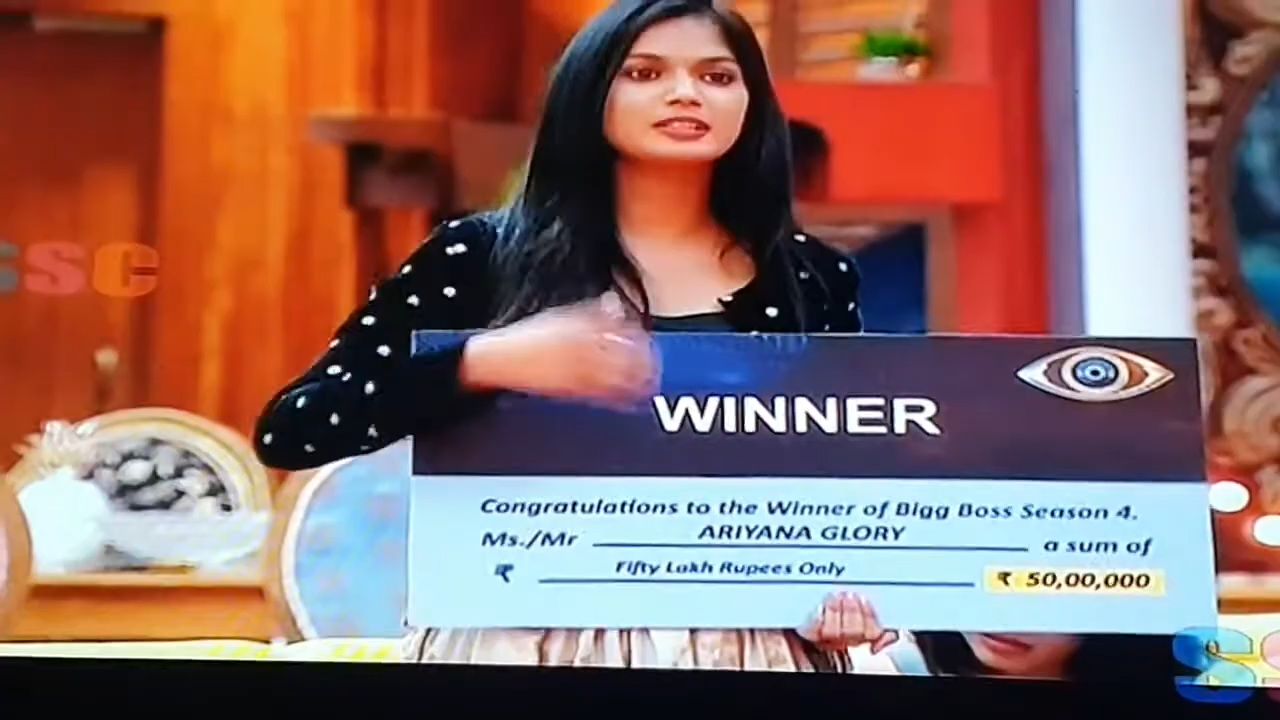 SSC
WINNER
Congratulations to the Winner of Bigg Boss Season 4.
Ms./Mr ARIYANA GLORY a sum of
₹ Fifty Lakh Rupees Only ₹ 50,00,000